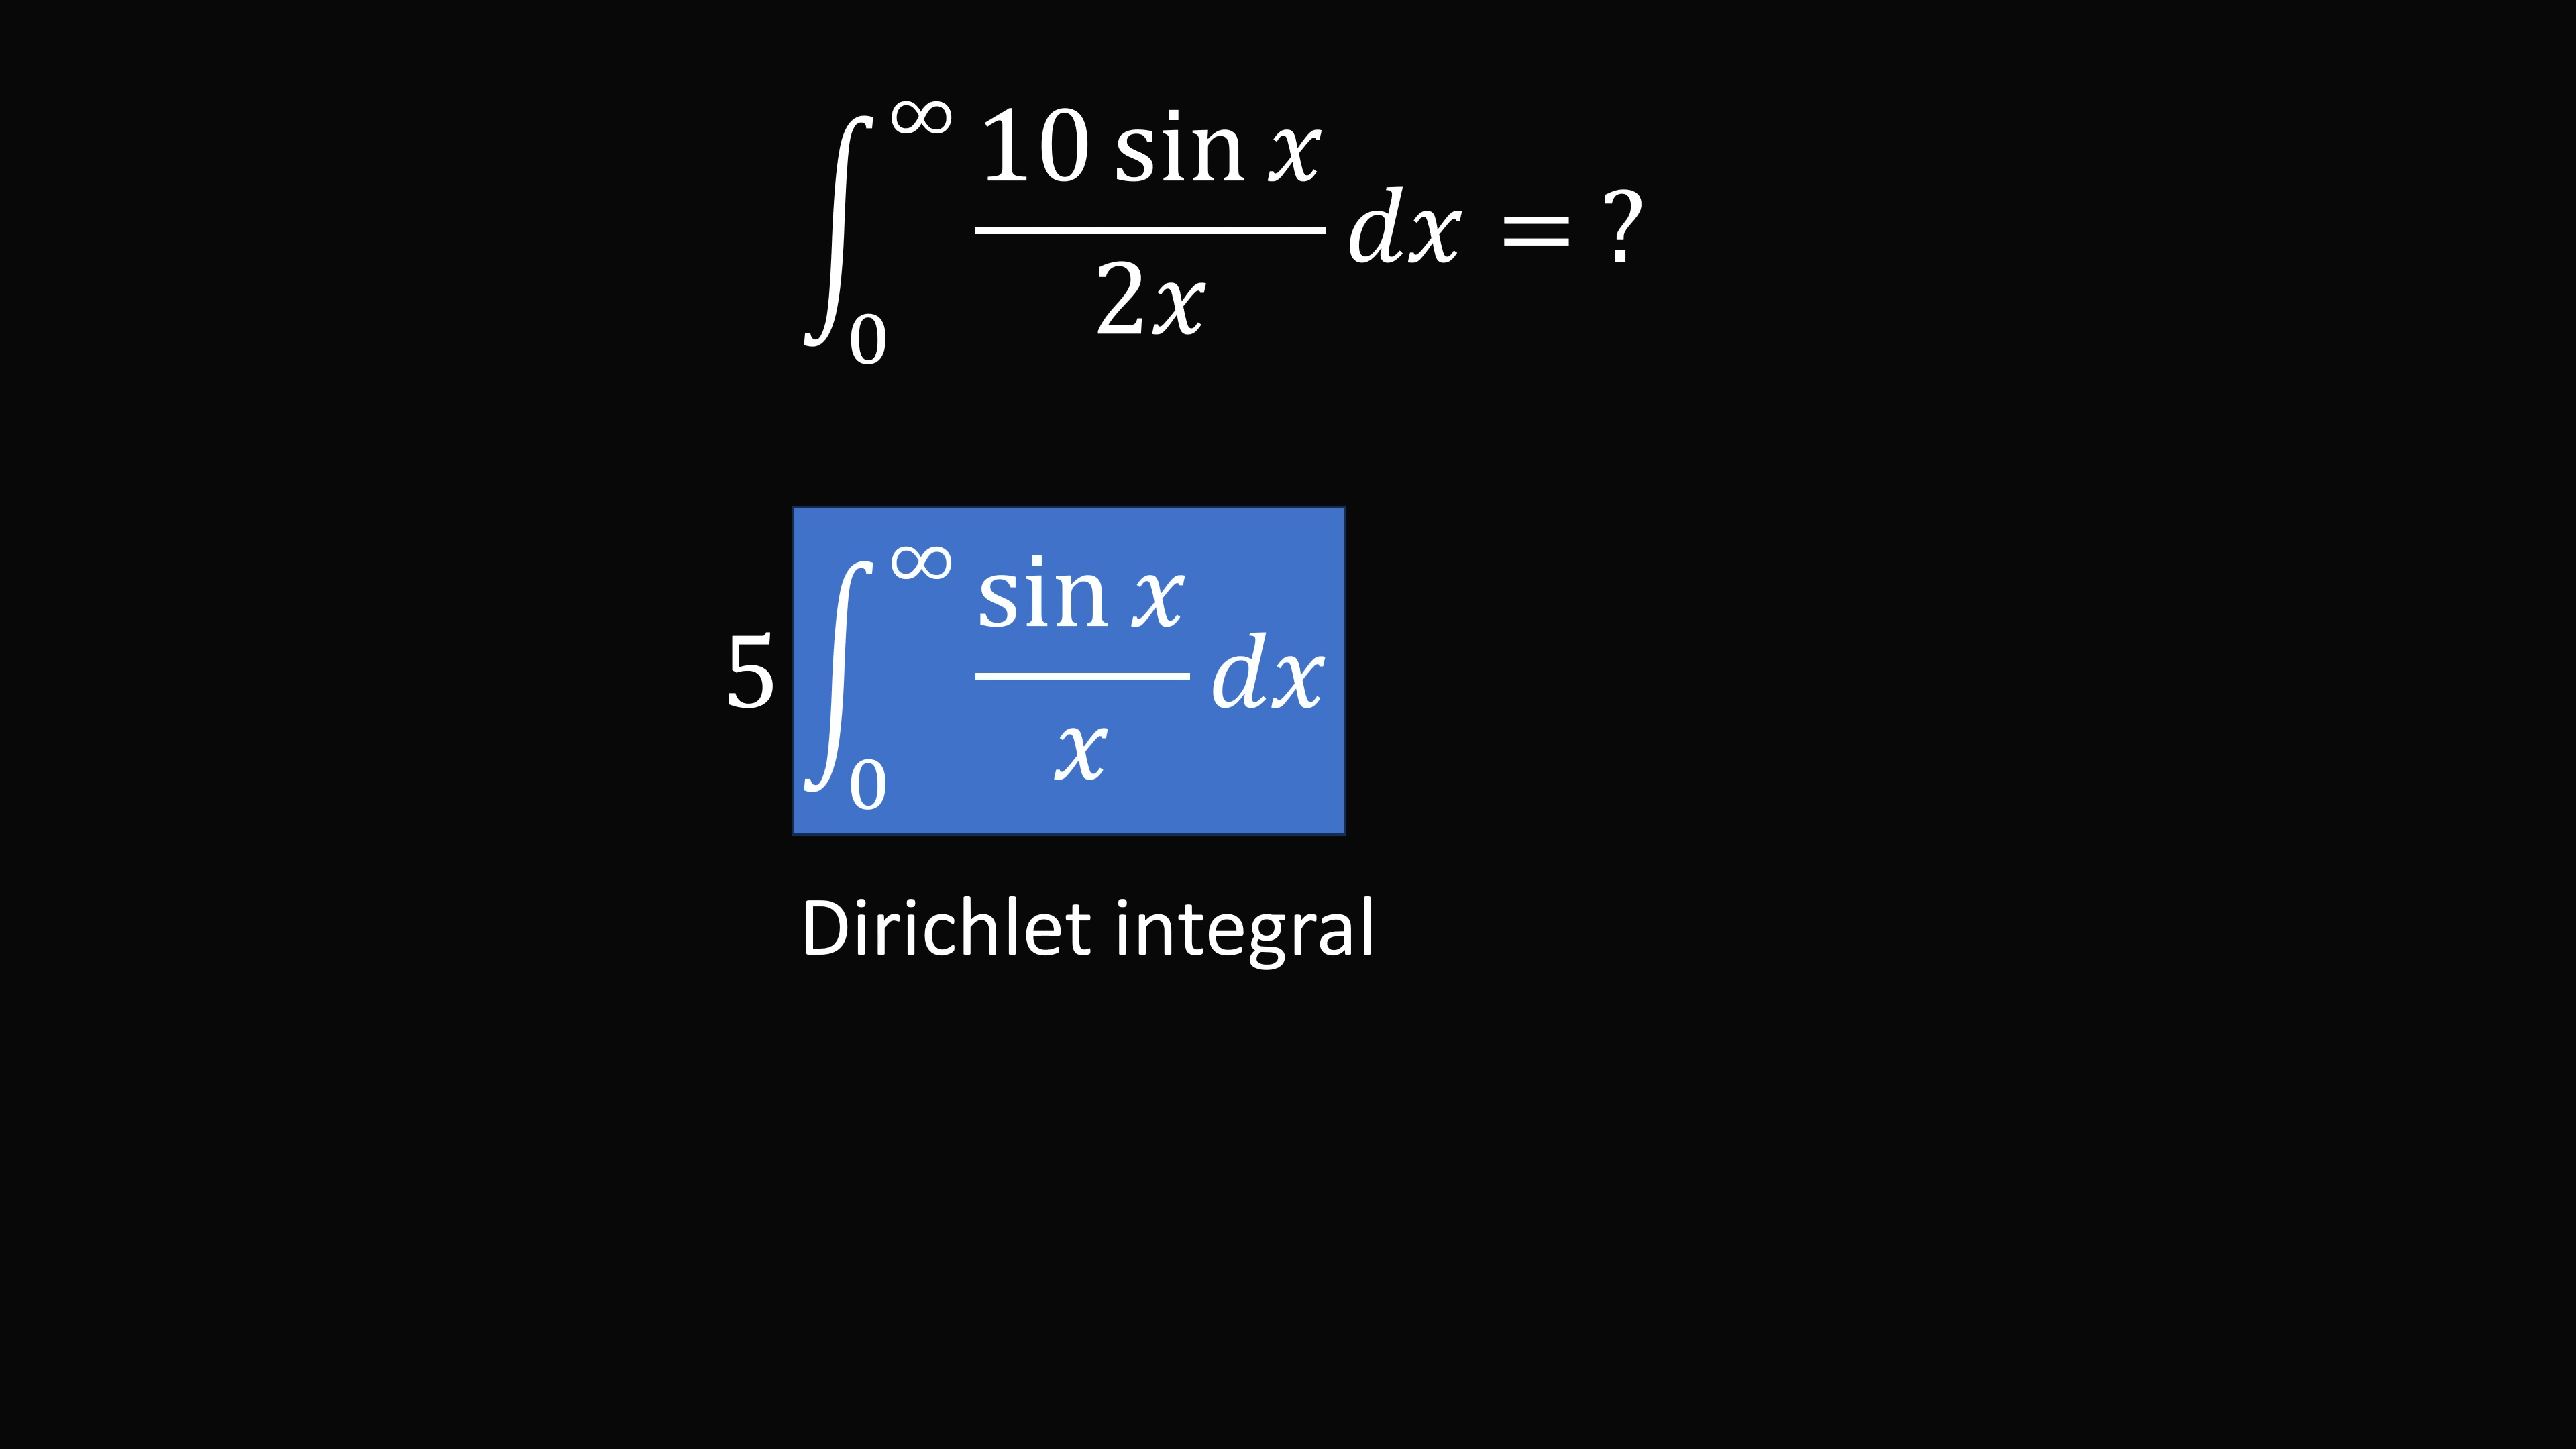 ∫₀^∞ (10 sin x)/(2x) dx = ?
5 ∫₀^∞ (sin x)/x dx
Dirichlet integral